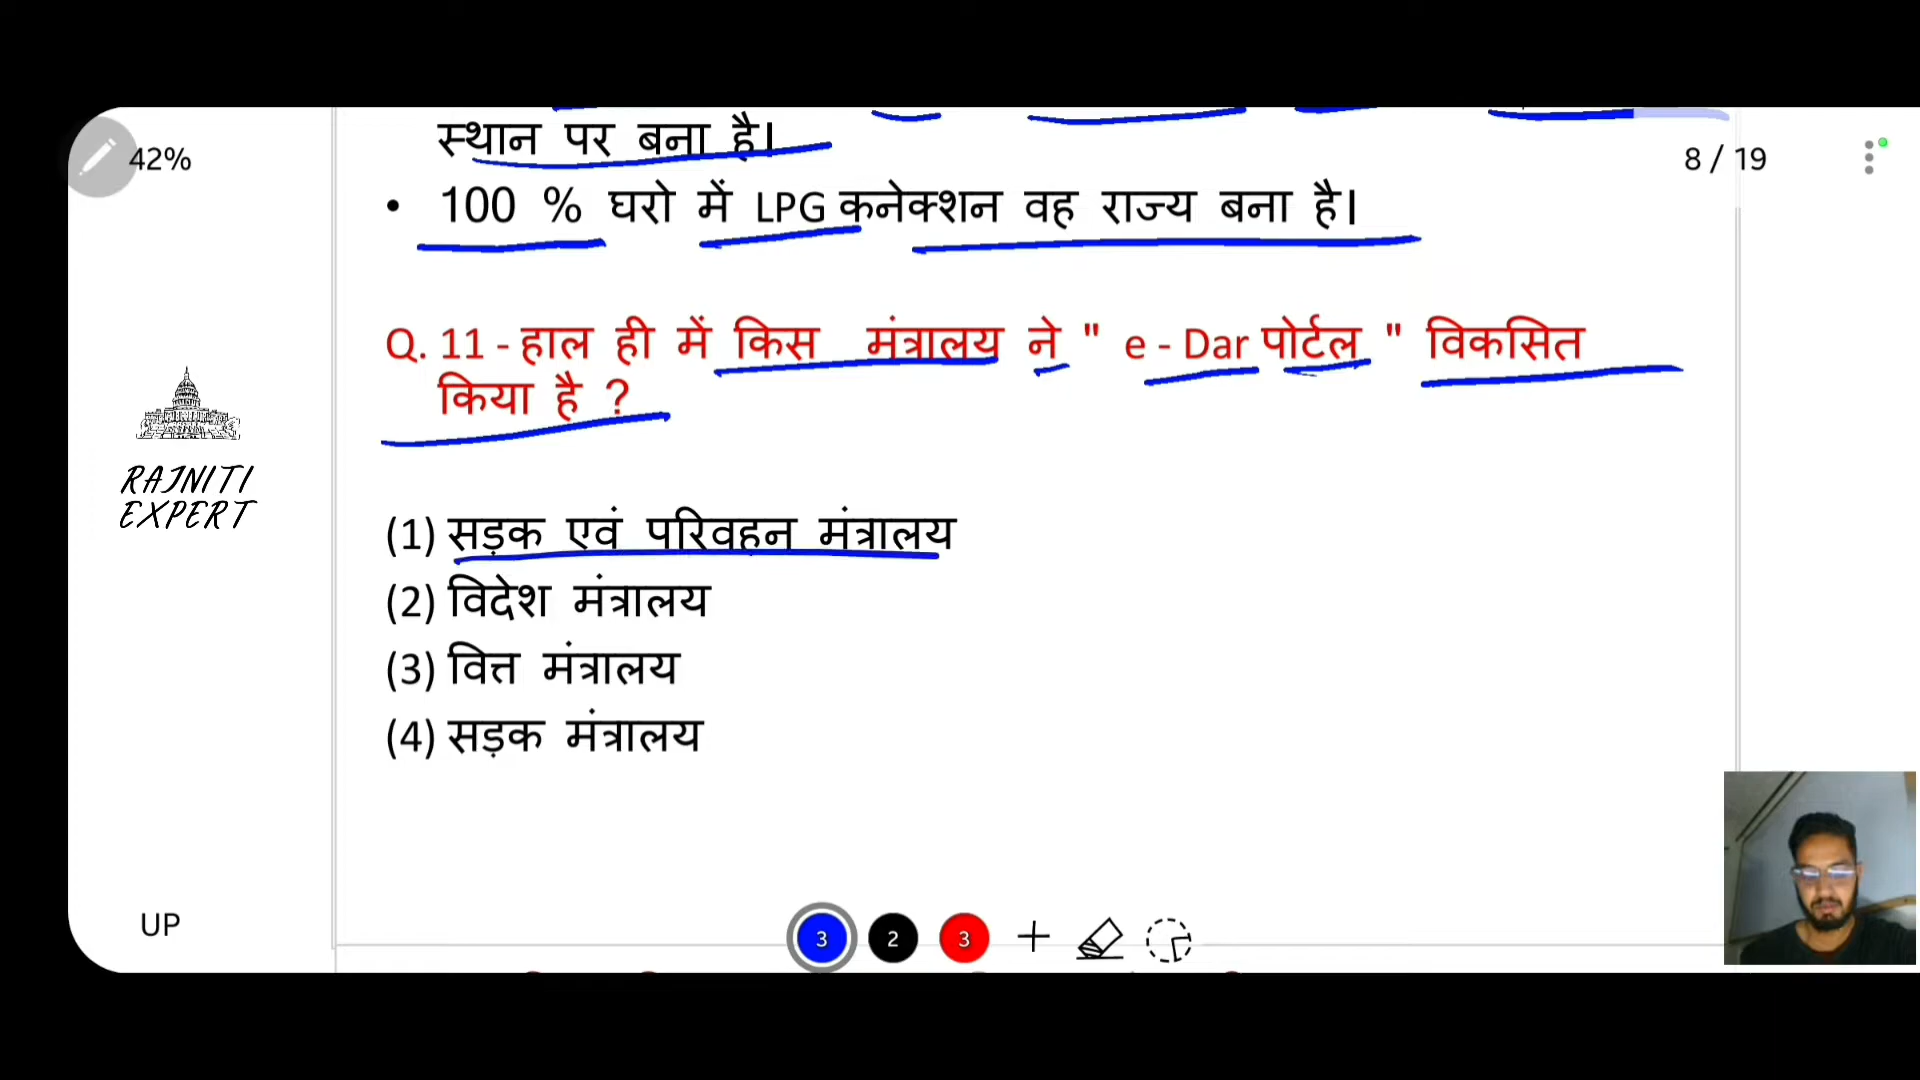 स्थान पर बना है।
42%
8 / 19
• 100 % घरो में LPG कनेक्शन वह राज्य बना है।
Q. 11 - हाल ही में किस मंत्रालय ने " e - Dar पोर्टल " विकसित
किया है ?
RAJNITI
EXPERT
(1) सड़क एवं परिवहन मंत्रालय
(2) विदेश मंत्रालय
(3) वित्त मंत्रालय
(4) सड़क मंत्रालय
UP
3
2
3